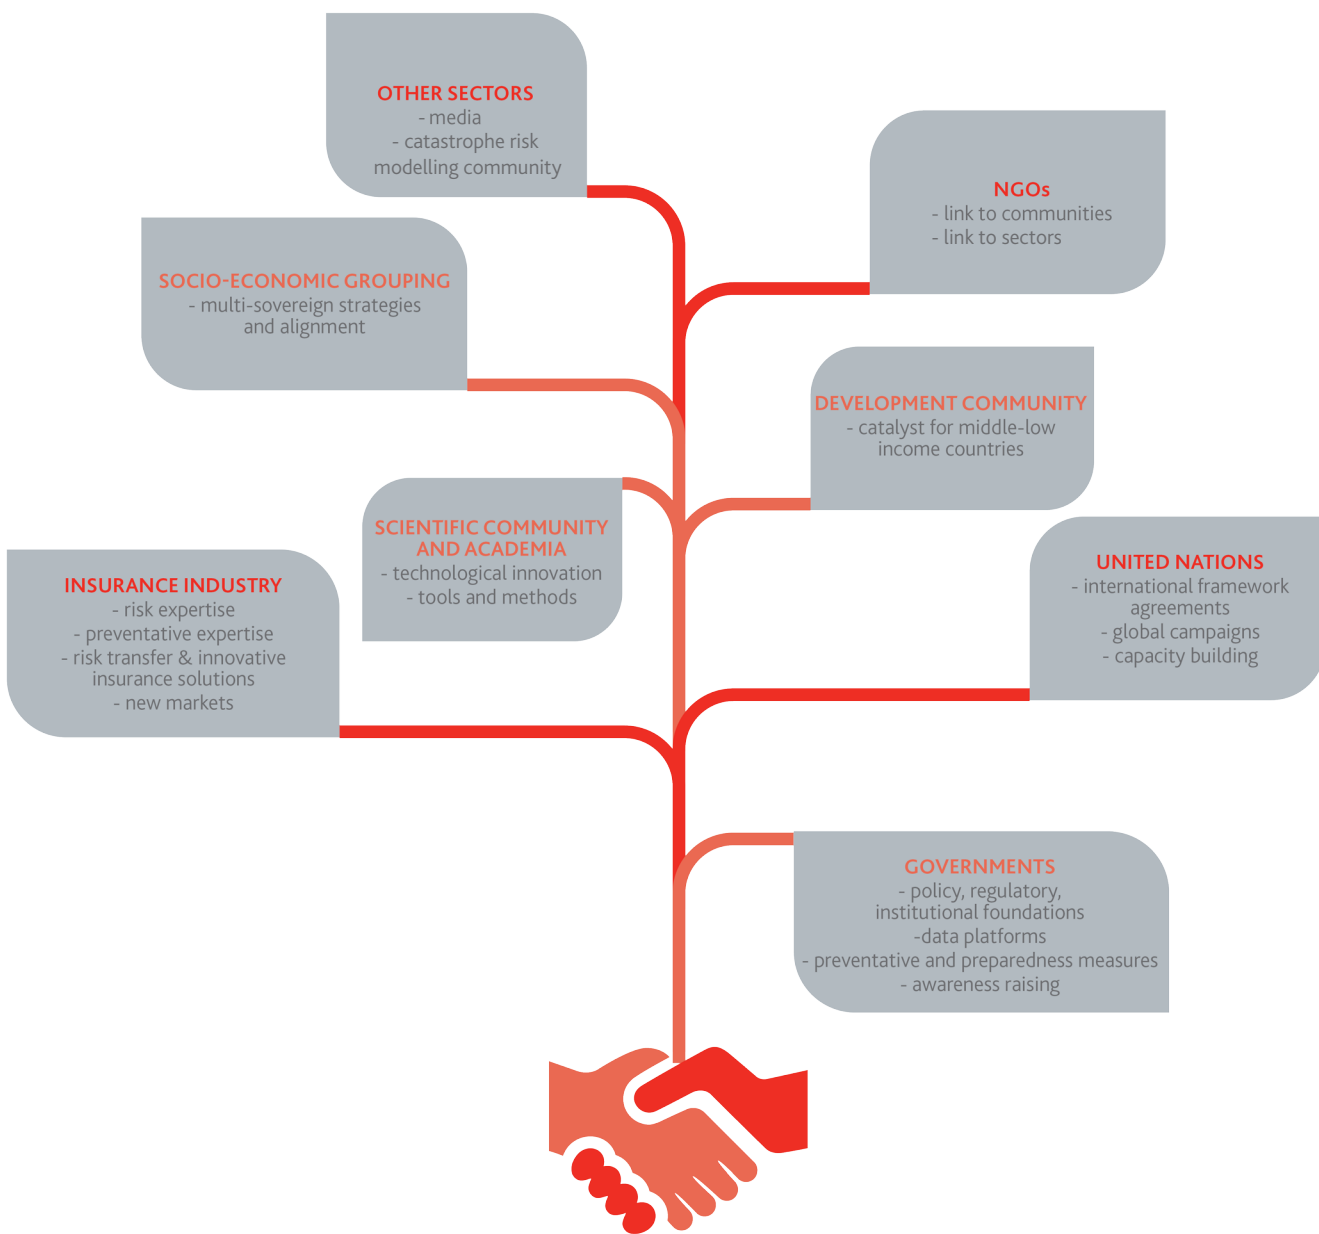 OTHER SECTORS
- media
- catastrophe risk
modelling community
NGOs
- link to communities
- link to sectors
SOCIO-ECONOMIC GROUPING
- multi-sovereign strategies
and alignment
DEVELOPMENT COMMUNITY
- catalyst for middle-low
income countries
SCIENTIFIC COMMUNITY
AND ACADEMIA
- technological innovation
- tools and methods
UNITED NATIONS
- international framework
agreements
- global campaigns
- capacity building
INSURANCE INDUSTRY
- risk expertise
- preventative expertise
- risk transfer & innovative
insurance solutions
- new markets
GOVERNMENTS
- policy, regulatory,
institutional foundations
-data platforms
- preventative and preparedness measures
- awareness raising